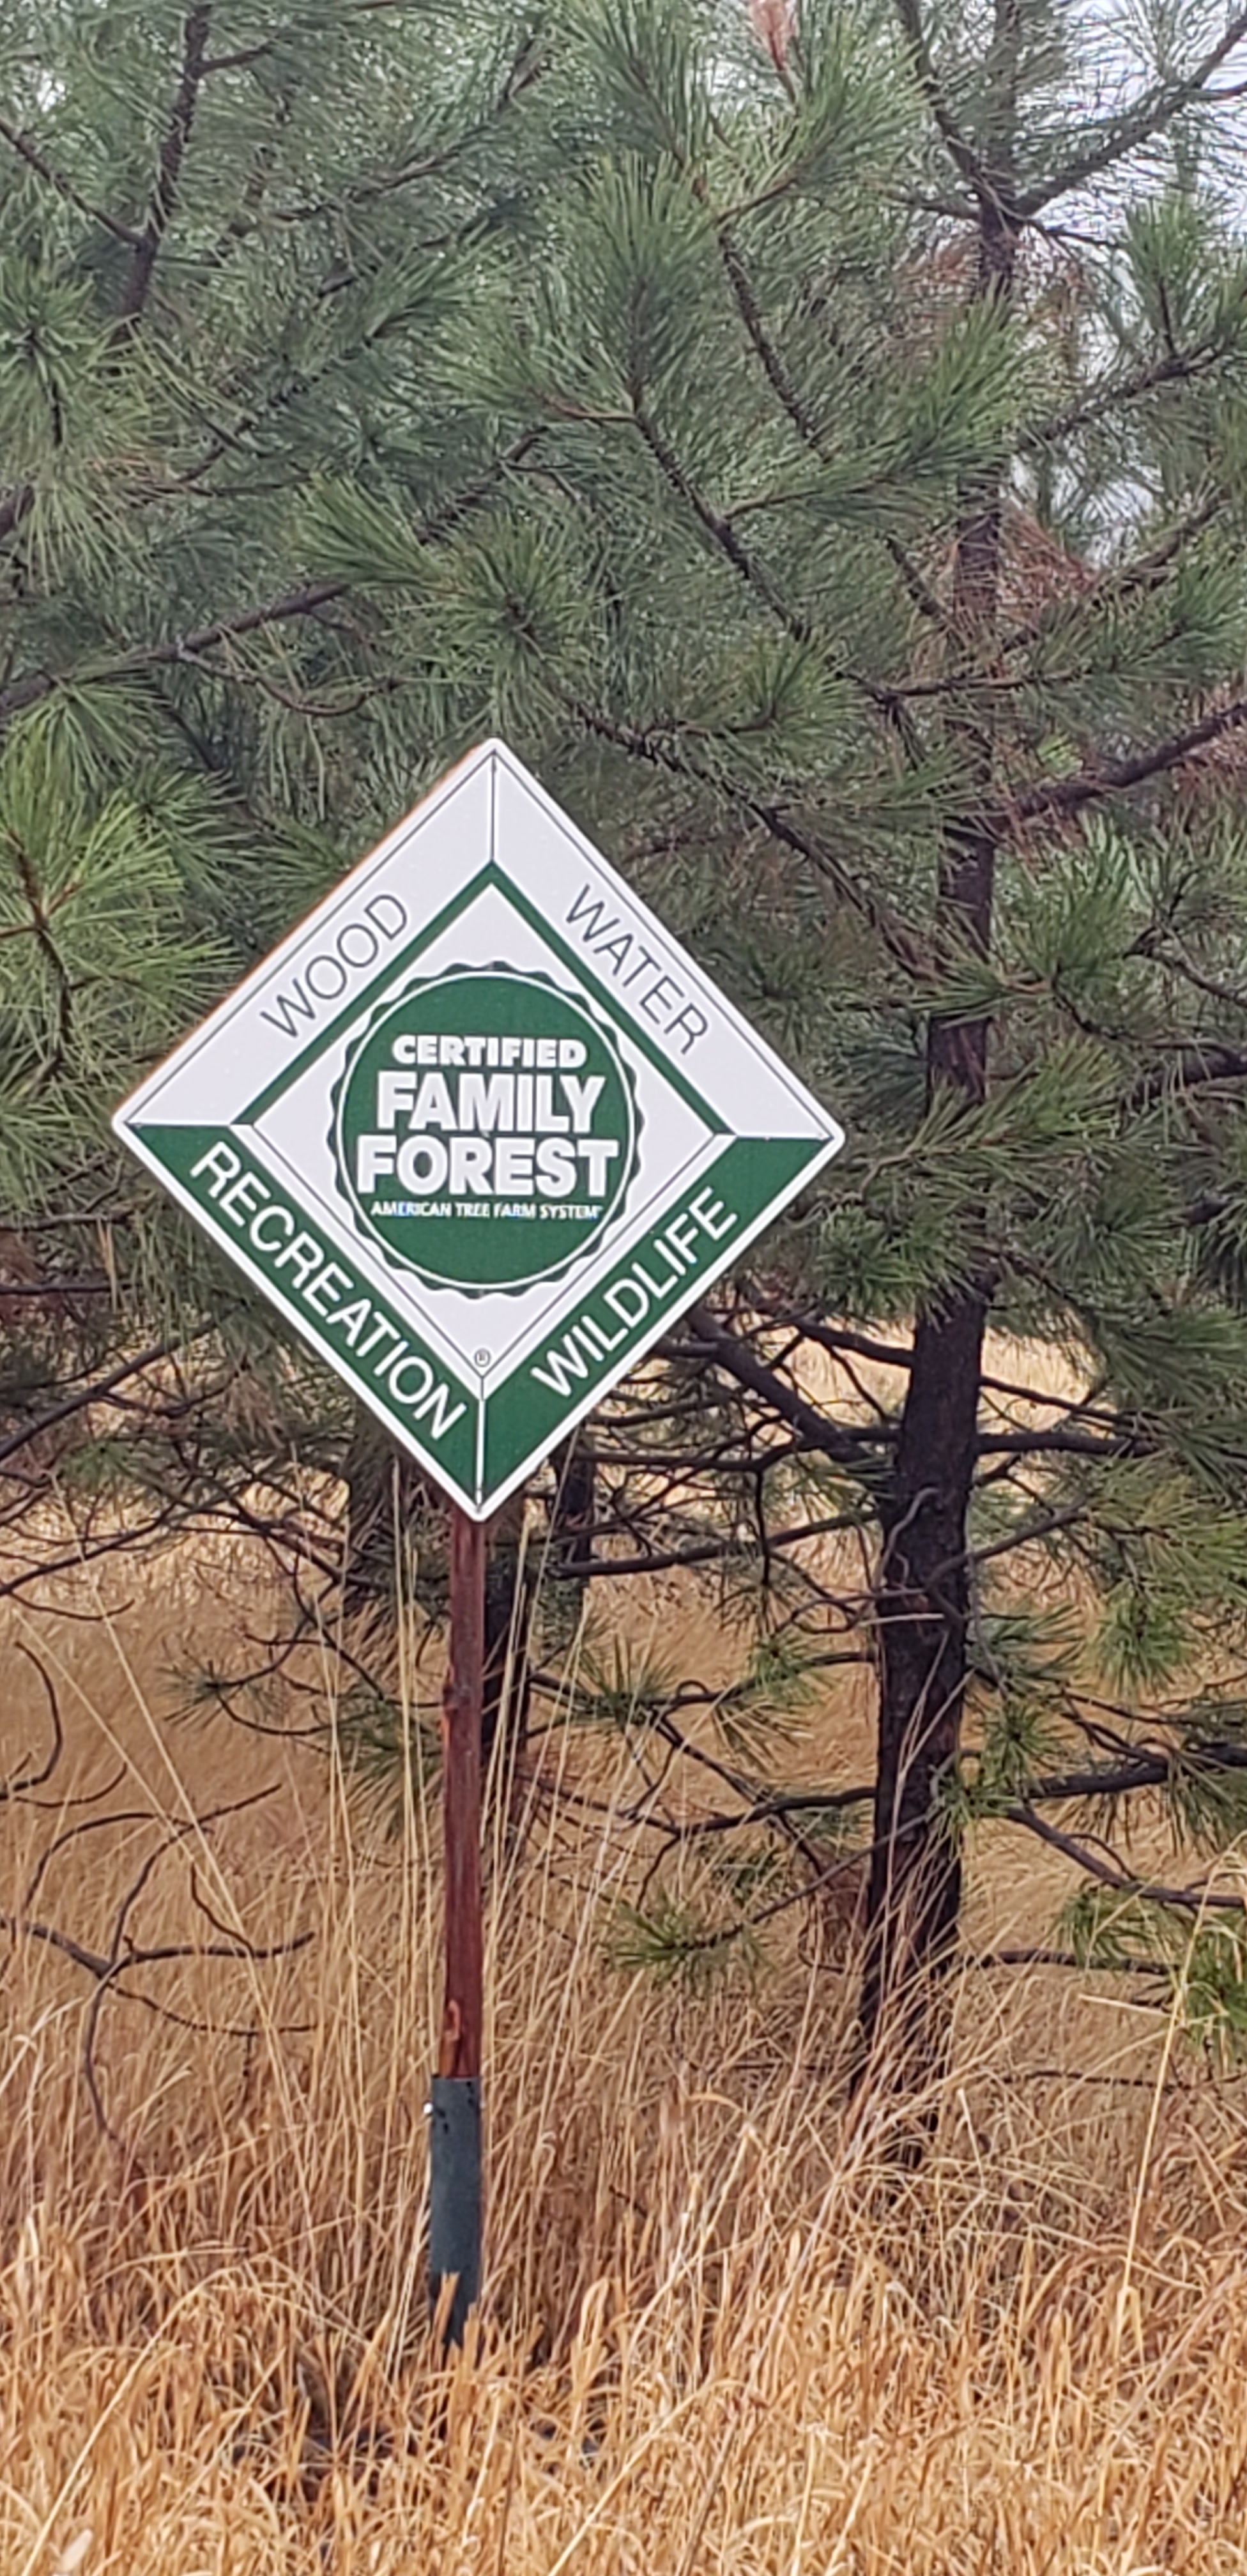 WOOD
WATER
CERTIFIED
FAMILY
FOREST
AMERICAN TREE FARM SYSTEM
RECREATION
WILDLIFE
®